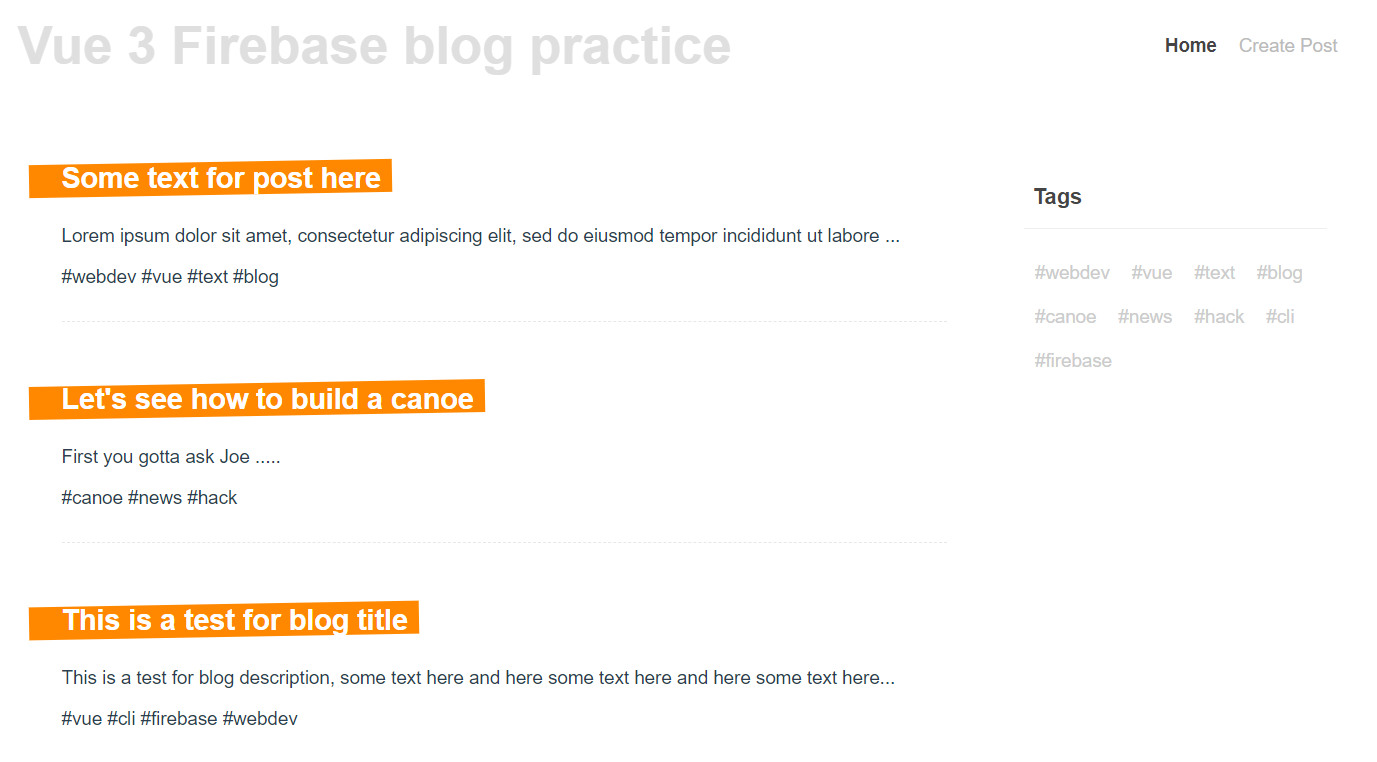 Vue 3 Firebase blog practice
Home Create Post
Some text for post here
Lorem ipsum dolor sit amet, consectetur adipiscing elit, sed do eiusmod tempor incididunt ut labore ...
#webdev #vue #text #blog
Let's see how to build a canoe
First you gotta ask Joe .....
#canoe #news #hack
This is a test for blog title
This is a test for blog description, some text here and here some text here and here some text here...
#vue #cli #firebase #webdev
Tags
#webdev #vue #text #blog
#canoe #news #hack #cli
#firebase